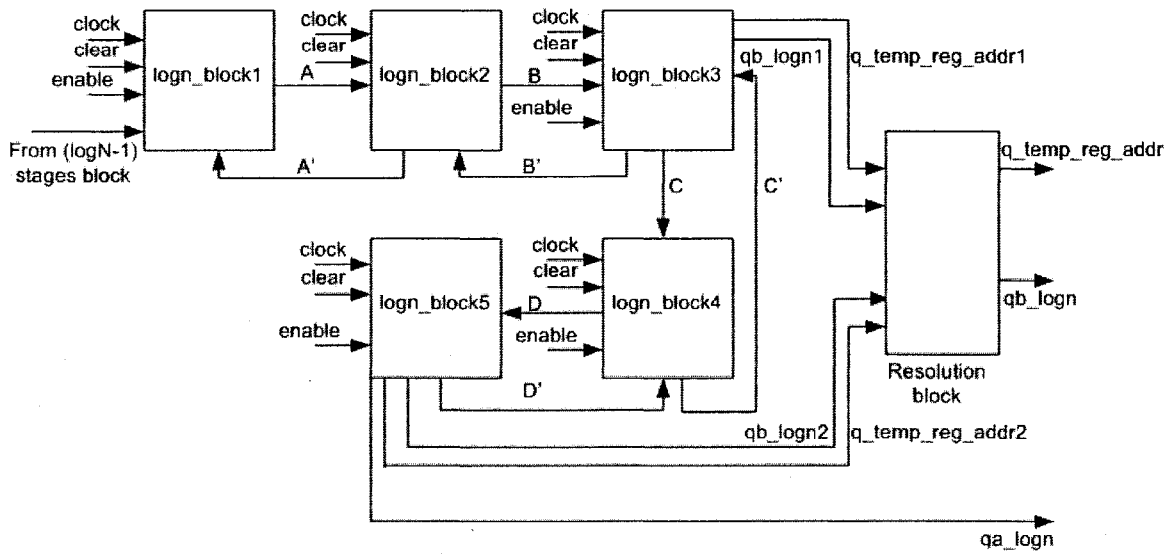 clock
clear
enable
logn_block1
From (logN-1)
stages block
A
A'
clock
clear
logn_block2
B
B'
clock
clear
enable
logn_block3
qb_logn1
q_temp_reg_addr1
C
C'
q_temp_reg_addr
qb_logn
Resolution
block
clock
clear
enable
logn_block5
D
D'
clock
clear
enable
logn_block4
qb_logn2
q_temp_reg_addr2
qa_logn